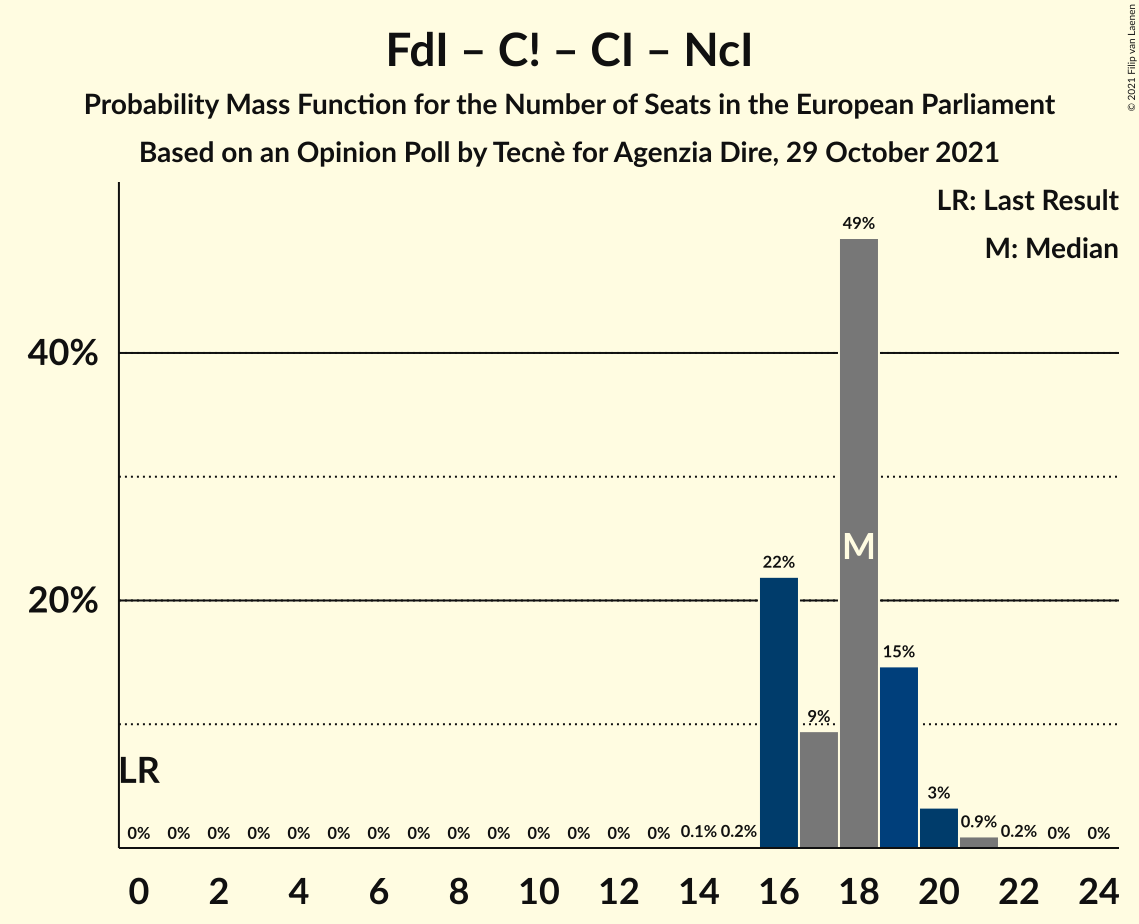 FdI – C! – CI – NcI
Probability Mass Function for the Number of Seats in the European Parliament
Based on an Opinion Poll by Tecnè for Agenzia Dire, 29 October 2021
© 2021 Filip van Laenen
LR: Last Result
M: Median
49%
40%
M
22%
20%
15%
9%
LR
3%
0% 0% 0% 0% 0% 0% 0% 0% 0% 0% 0% 0% 0% 0% 0.1% 0.2% 0.9% 0.2% 0% 0%
0 2 4 6 8 10 12 14 16 18 20 22 24